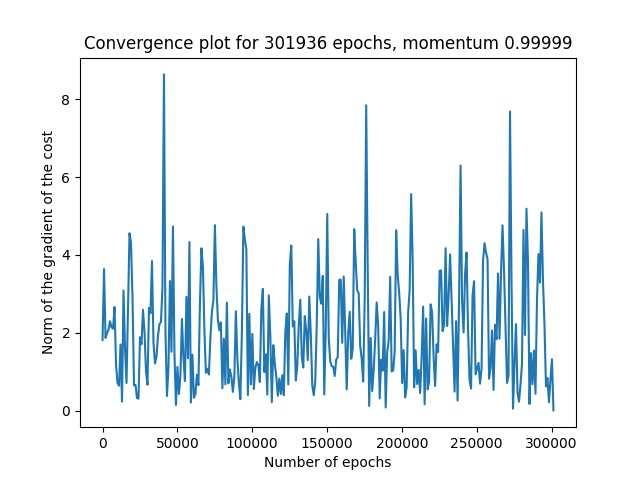 Convergence plot for 301936 epochs, momentum 0.99999
Norm of the gradient of the cost
8
6
4
2
0
0 50000 100000 150000 200000 250000 300000
Number of epochs